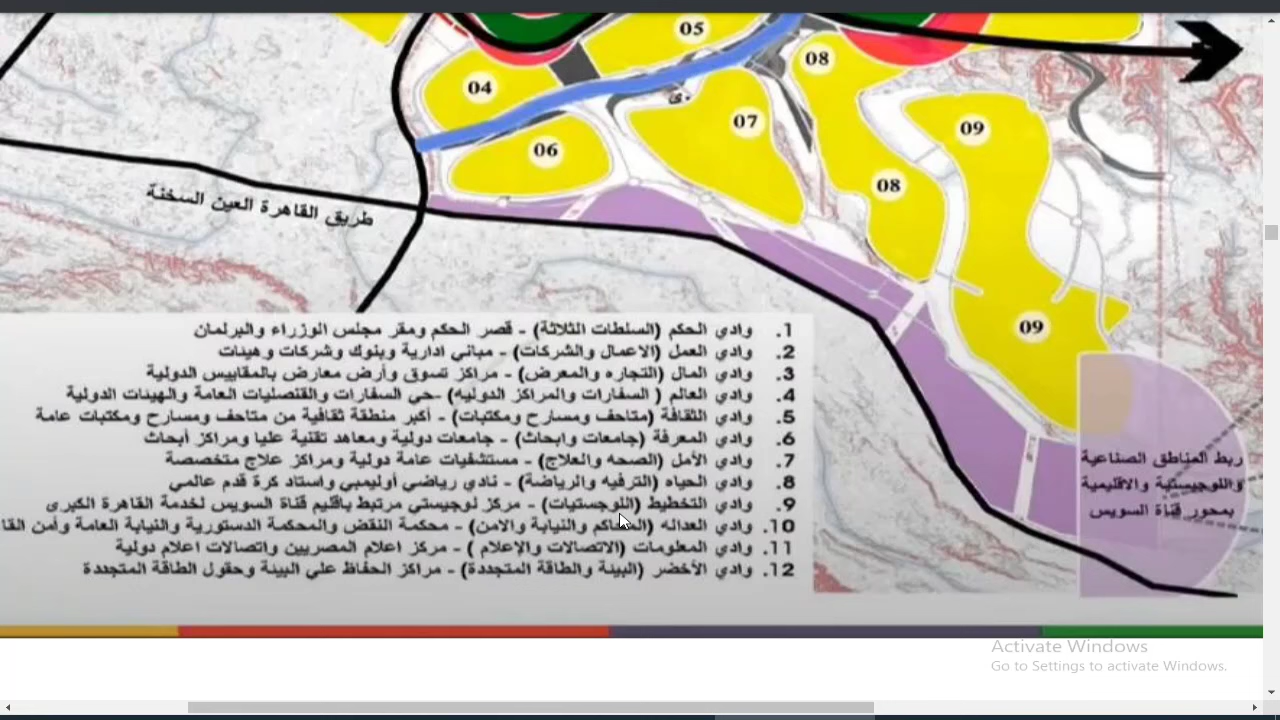 05
08
04
ى.
09
07
06
08
طريق القاهرة العين السخنة
09
1. وادي الحكم (السلطات الثلاثة) - قصر الحكم ومقر مجلس الوزراء والبرلمان
2. وادي العمل (الاعمال والشركات) - مباني ادارية وبنوك وشركات وهيئات
3. وادي المال (التجاره والمعرض) - مراكز تسوق وأرض معارض بالمقاييس الدولية
4. وادي العالم ( السفارات والمراكز الدوليه) -حي السفارات والقنصليات العامة والهيئات الدولية
5. وادي الثقافة (متاحف ومسارح ومكتبات) - أكبر منطقة ثقافية من متاحف ومسارح ومكتبات عامة
6. وادي المعرفة (جامعات وابحاث) - جامعات دولية ومعاهد تقنية عليا ومراكز أبحاث
7. وادي الأمل (الصحه والعلاج) - مستشفيات عامة دولية ومراكز علاج متخصصة
8. وادي الحياه (الترفيه والرياضة) - نادي رياضي أوليمبي واستاد كرة قدم عالمي
9. وادي التخطيط (اللوجستيات) - مركز لوجيستي مرتبط باقليم قناة السويس لخدمة القاهرة الكبرى
10. وادي العداله (المحاكم والنيابة والامن) - محكمة النقض والمحكمة الدستورية والنيابة العامة وأمن القا
11. وادي المعلومات (الاتصالات والإعلام ) - مركز اعلام المصريين واتصالات اعلام دولية
12. وادي الأخضر (البيئة والطاقة المتجددة) - مراكز الحفاظ علي البيئة وحقول الطاقة المتجددة
ربط المناطق الصناعية
واللوجيستية والاقليمية
بمحور قناة السويس
Activate Windows
Go to Settings to activate Windows.